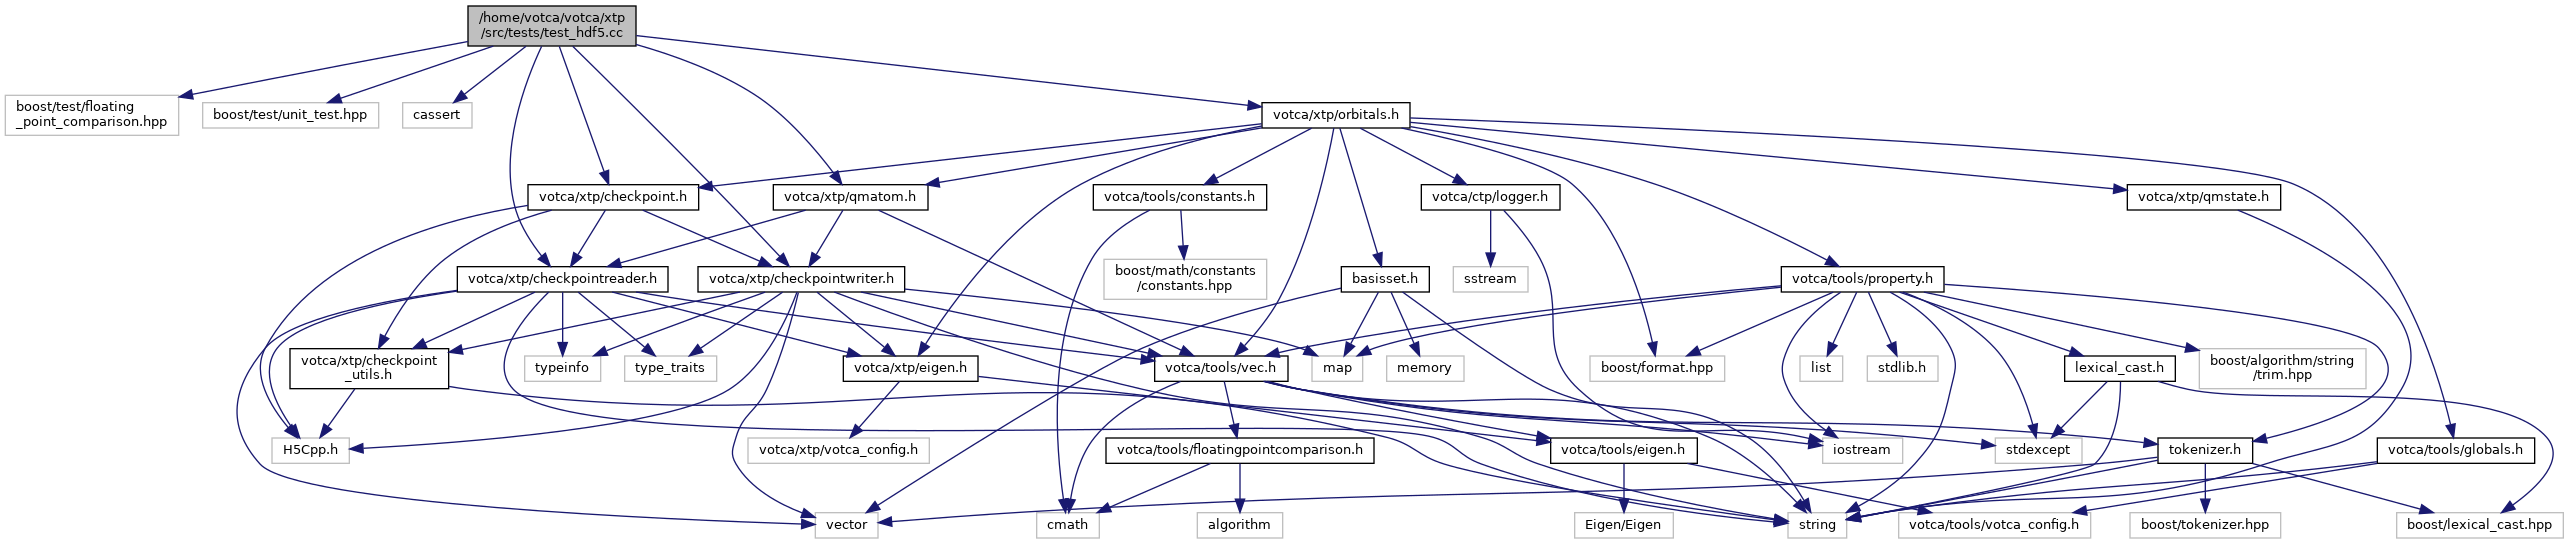 /home/votca/votca/xtp
/src/tests/test_hdf5.cc
boost/test/floating
_point_comparison.hpp
boost/test/unit_test.hpp
cassert
votca/xtp/orbitals.h
votca/xtp/checkpoint.h
votca/xtp/qmatom.h
votca/tools/constants.h
votca/ctp/logger.h
votca/xtp/qmstate.h
votca/xtp/checkpointreader.h
votca/xtp/checkpointwriter.h
boost/math/constants
/constants.hpp
basisset.h
sstream
votca/tools/property.h
votca/xtp/checkpoint
_utils.h
typeinfo
type_traits
votca/xtp/eigen.h
votca/tools/vec.h
map
memory
boost/format.hpp
list
stdlib.h
lexical_cast.h
boost/algorithm/string
/trim.hpp
H5Cpp.h
votca/xtp/votca_config.h
votca/tools/floatingpointcomparison.h
votca/tools/eigen.h
iostream
stdexcept
tokenizer.h
votca/tools/globals.h
vector
cmath
algorithm
Eigen/Eigen
string
votca/tools/votca_config.h
boost/tokenizer.hpp
boost/lexical_cast.hpp